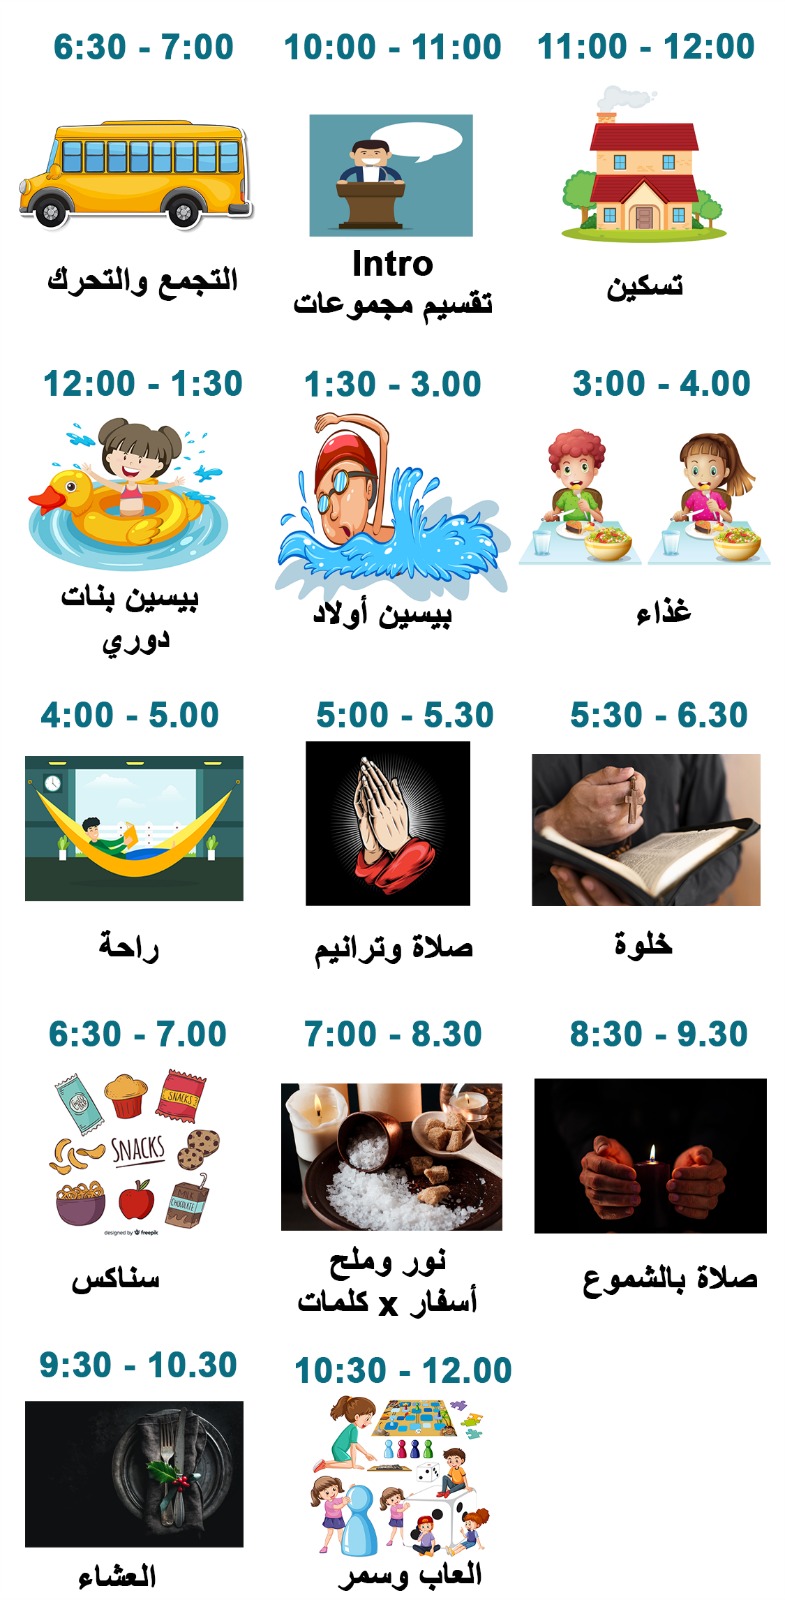 6:30 - 7:00
التجمع والتحرك
10:00 - 11:00
Intro
تقسيم مجموعات
11:00 - 12:00
تسكين
12:00 - 1:30
بيسين بنات
دوري
1:30 - 3.00
بيسين أولاد
3:00 - 4.00
غذاء
4:00 - 5.00
راحة
5:00 - 5.30
صلاة وترانيم
5:30 - 6.30
خلوة
6:30 - 7.00
SNACKS
SNACKS
CHOCOLATE
designed by freepik
سناكس
7:00 - 8.30
نور وملح
أسفار x كلمات
8:30 - 9.30
صلاة بالشموع
9:30 - 10.30
العشاء
10:30 - 12.00
العاب وسمر